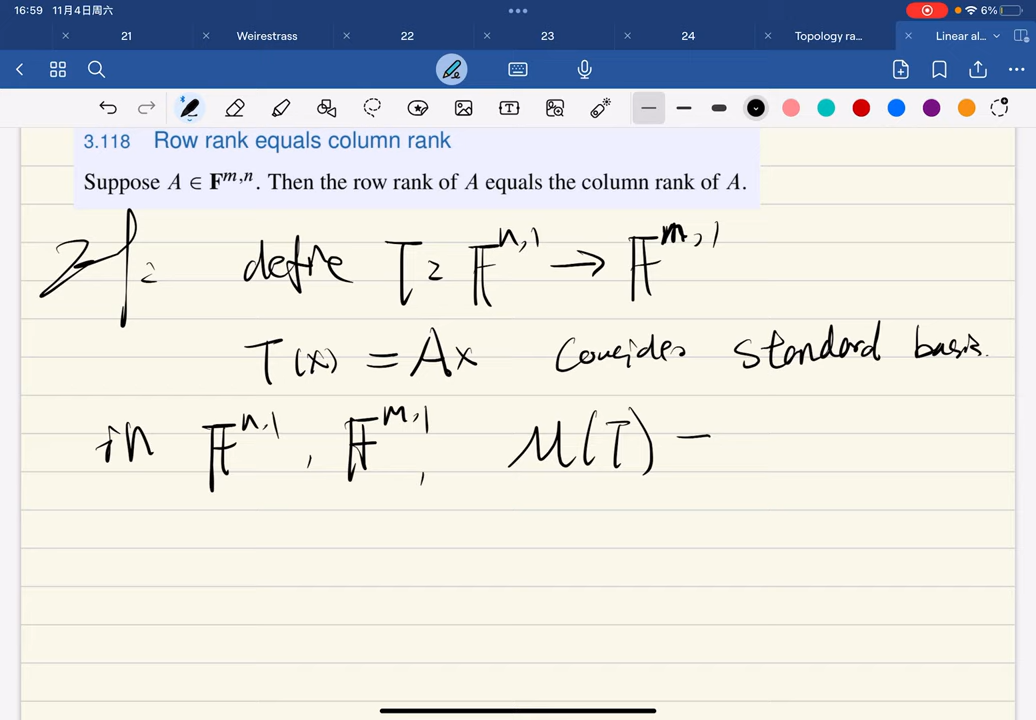 16:59 11月4日周六 6%
21 Weirestrass 22 23 24 Topology ra... Linear al...
3.118 Row rank equals column rank
Suppose A ∈ F^{m,n}. Then the row rank of A equals the column rank of A.
Pf: define T: F^{n,1} → F^{m,1}
T(x) = Ax Consider standard basis.
in F^{n,1}, F^{m,1}, M(T) =